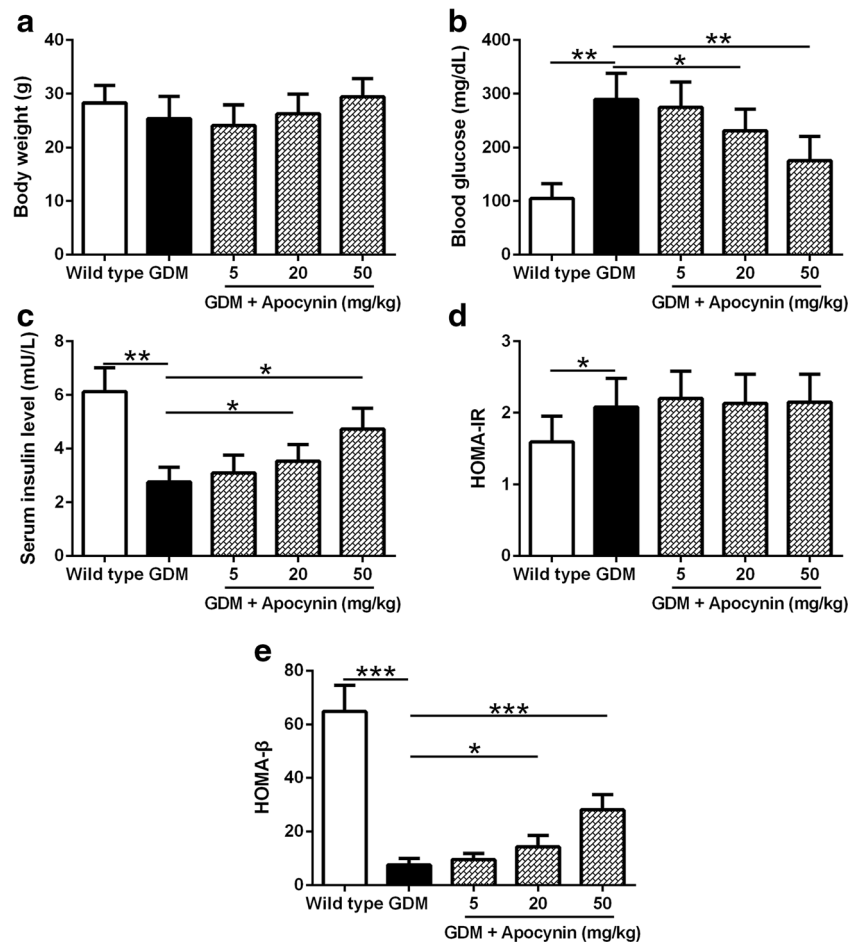 a
Body weight (g)
40
30
20
10
0
Wild type GDM 5 20 50
GDM + Apocynin (mg/kg)
b
Blood glucose (mg/dL)
400
300
200
100
0
** * **
Wild type GDM 5 20 50
GDM + Apocynin (mg/kg)
c
Serum insulin level (mU/L)
8
6
4
2
0
** * *
Wild type GDM 5 20 50
GDM + Apocynin (mg/kg)
d
HOMA-IR
3
2
1
0
*
Wild type GDM 5 20 50
GDM + Apocynin (mg/kg)
e
HOMA-β
80
60
40
20
0
*** * ***
Wild type GDM 5 20 50
GDM + Apocynin (mg/kg)